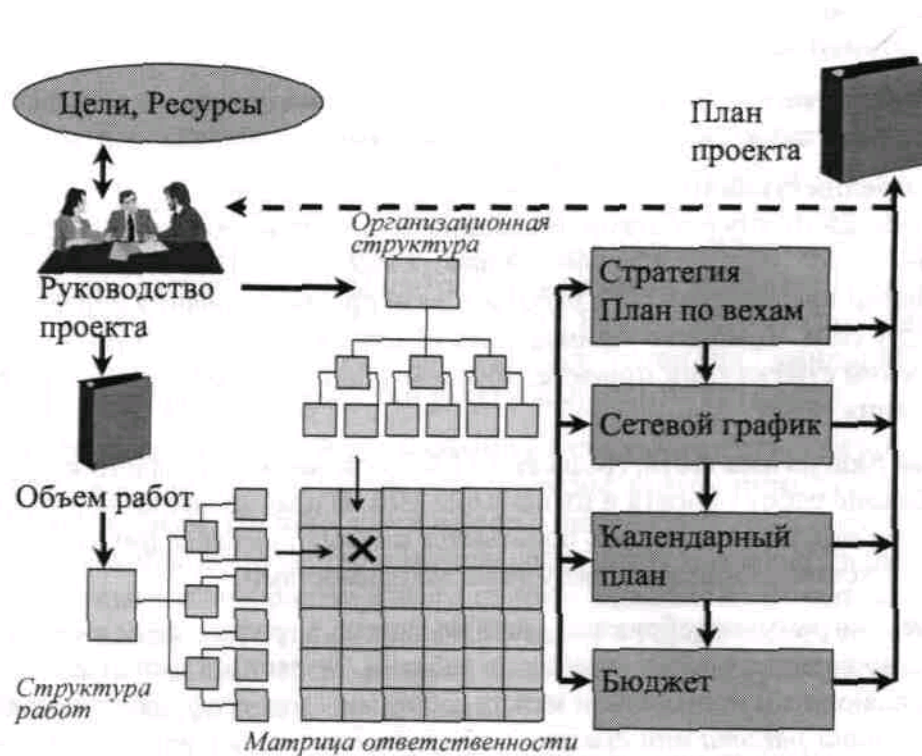 Цели, Ресурсы
План
проекта
Организационная
структура
Руководство
проекта
Стратегия
План по вехам
Сетевой график
Объем работ
Календарный
план
Структура
работ
Бюджет
Матрица ответственности